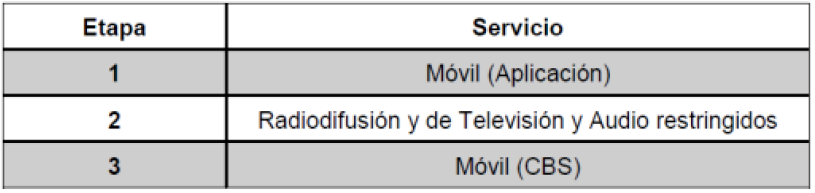 Etapa Servicio
1 Móvil (Aplicación)
2 Radiodifusión y de Televisión y Audio restringidos
3 Móvil (CBS)